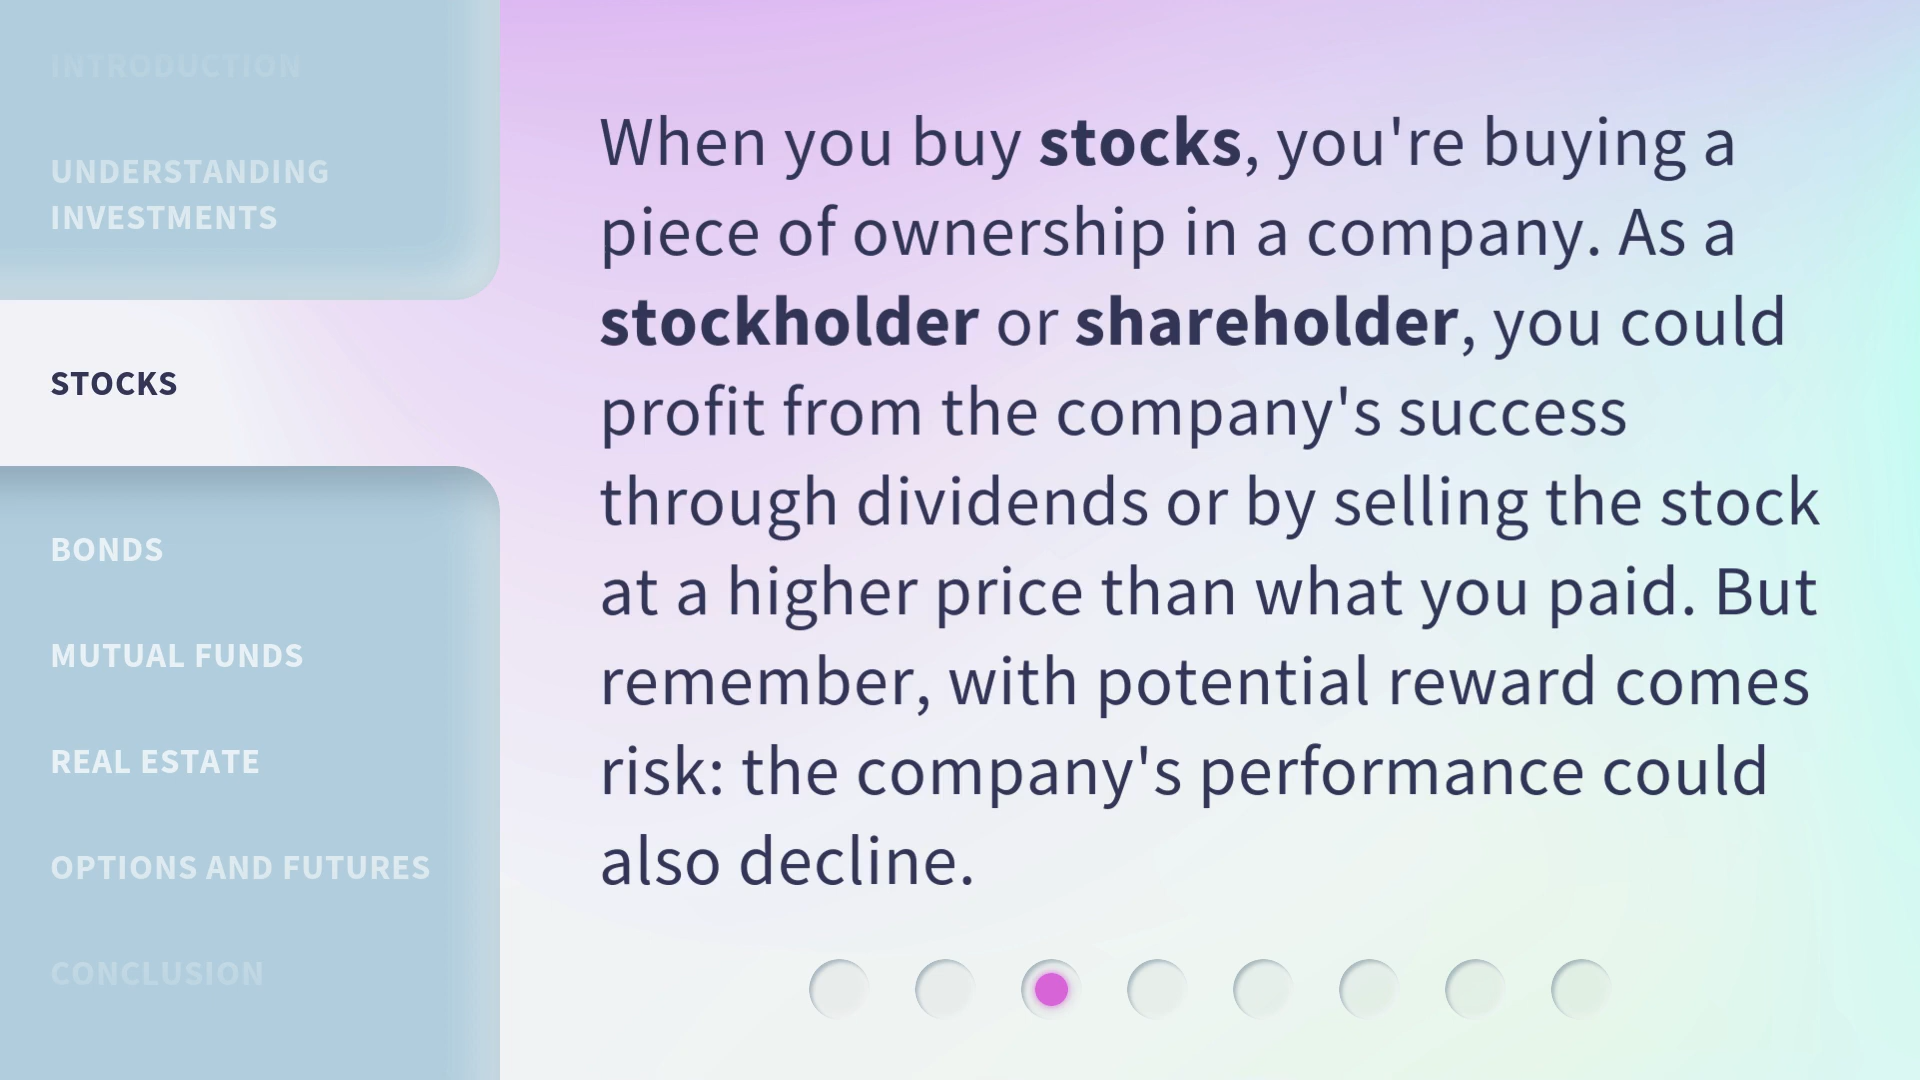 INTRODUCTION
UNDERSTANDING
INVESTMENTS
STOCKS
BONDS
MUTUAL FUNDS
REAL ESTATE
OPTIONS AND FUTURES
CONCLUSION
When you buy stocks, you're buying a
piece of ownership in a company. As a
stockholder or shareholder, you could
profit from the company's success
through dividends or by selling the stock
at a higher price than what you paid. But
remember, with potential reward comes
risk: the company's performance could
also decline.